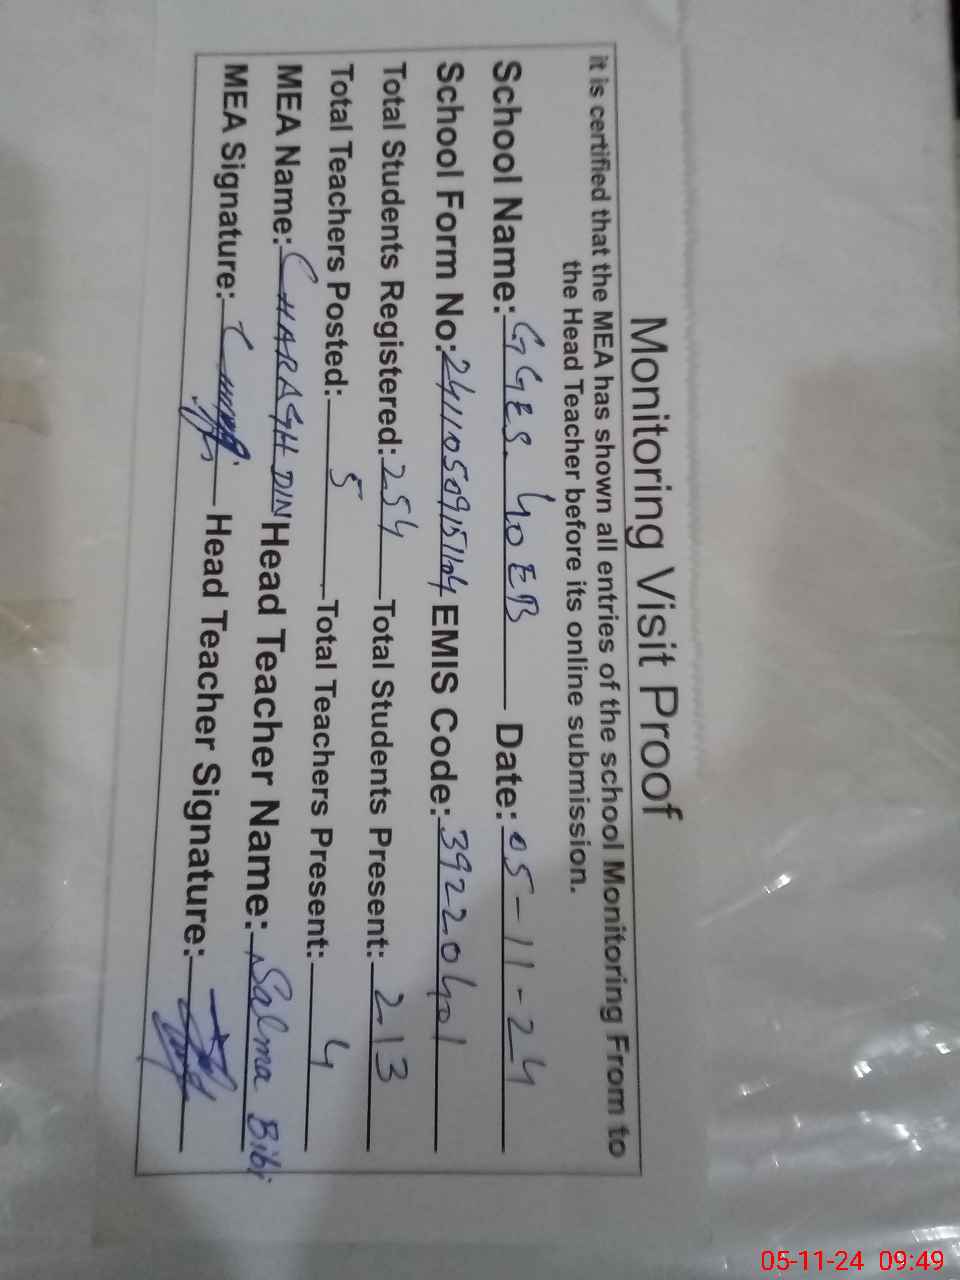 Monitoring Visit Proof
it is certified that the MEA has shown all entries of the school Monitoring From to
the Head Teacher before its online submission.
School Name: GGES. 40EB Date: 05-11-24
School Form No: 24110509151104 EMIS Code: 39220401
Total Students Registered: 254 Total Students Present: 213
Total Teachers Posted: 5 Total Teachers Present: 4
MEA Name: CHARAGH DIN Head Teacher Name: Salma Bibi
MEA Signature: Head Teacher Signature:
05-11-24 09:49